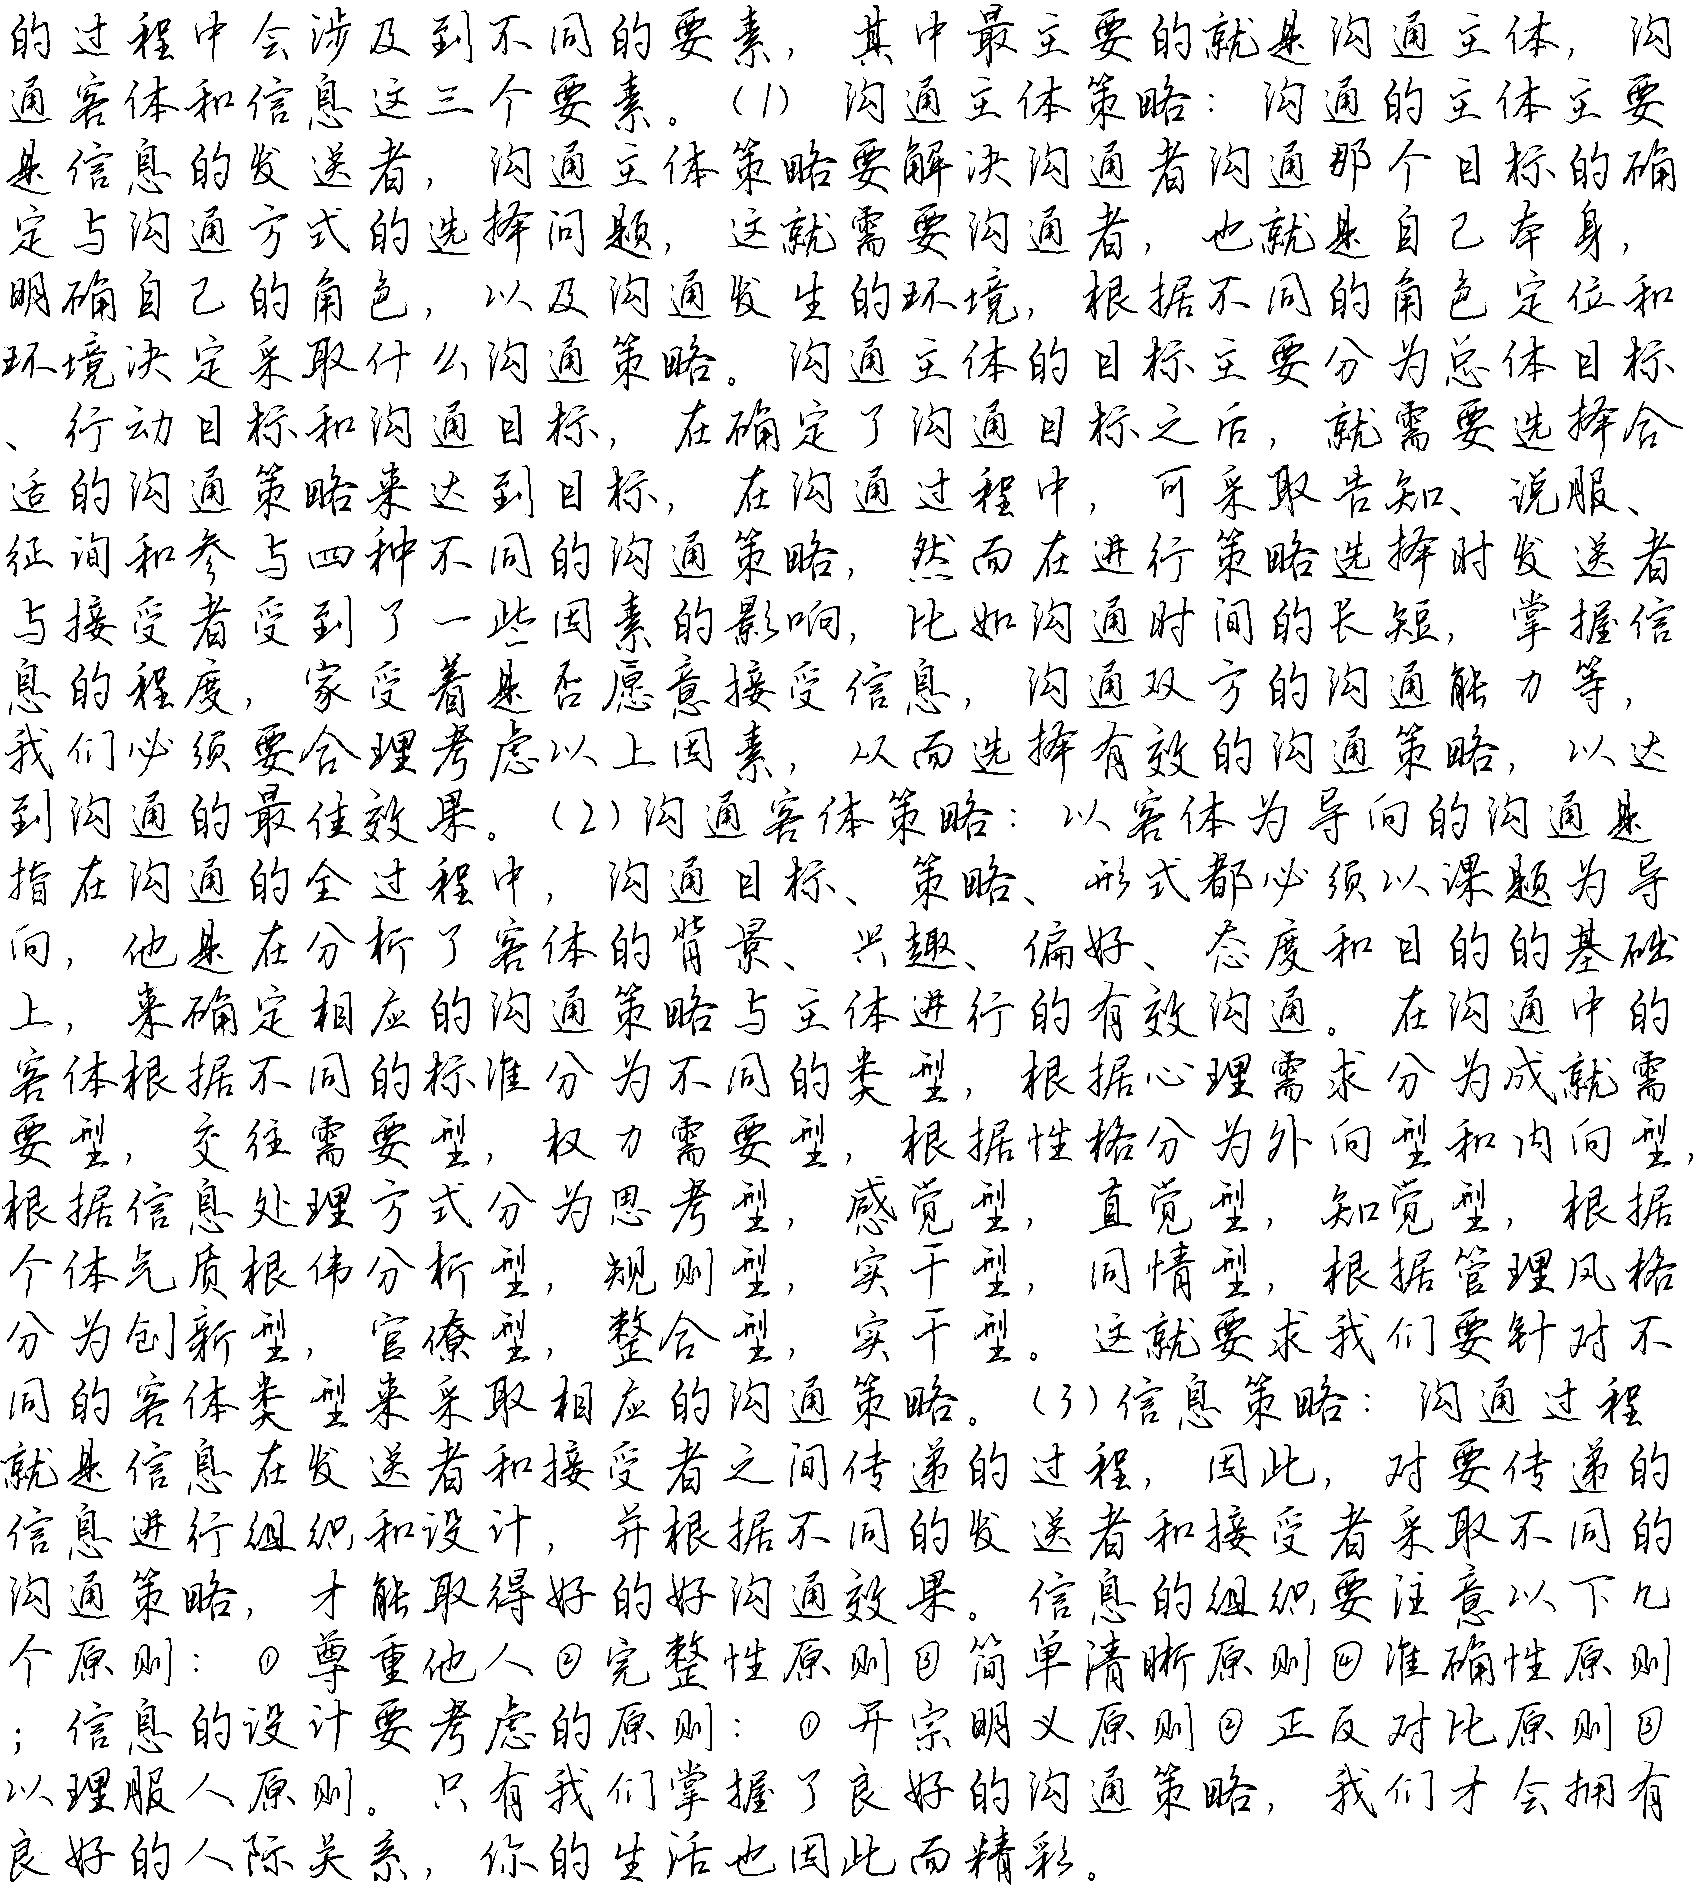 的过程中会涉及到不同的要素，其中最主要的就是沟通主体，沟
通客体和信息这三个要素。（1）沟通主体策略：沟通的主体主要
是信息的发送者，沟通主体策略要解决沟通者沟通那个目标的确
定与沟通方式的选择问题，这就需要沟通者，也就是自己本身，
明确自己的角色，以及沟通发生的环境，根据不同的角色定位和
环境决定采取什么沟通策略。沟通主体的目标主要分为总体目标
、行动目标和沟通目标，在确定了沟通目标之后，就需要选择合
适的沟通策略来达到目标，在沟通过程中，可采取告知、说服、
征询和参与四种不同的沟通策略，然而在进行策略选择时发送者
与接受者受到了一些因素的影响，比如沟通时间的长短，掌握信
息的程度，家受着是否愿意接受信息，沟通双方的沟通能力等，
我们必须要合理考虑以上因素，从而选择有效的沟通策略，以达
到沟通的最佳效果。（2）沟通客体策略：以客体为导向的沟通是
指在沟通的全过程中，沟通目标、策略、形式都必须以课题为导
向，他是在分析了客体的背景、兴趣、偏好、态度和目的的基础
上，来确定相应的沟通策略与主体进行的有效沟通。在沟通中的
客体根据不同的标准分为不同的类型，根据心理需求分为成就需
要型，交往需要型，权力需要型，根据性格分为外向型和内向型，
根据信息处理方式分为思考型，感觉型，直觉型，知觉型，根据
个体气质根伟分析型，规则型，实干型，同情型，根据管理风格
分为创新型，官僚型，整合型，实干型。这就要求我们要针对不
同的客体类型来采取相应的沟通策略。（3）信息策略：沟通过程
就是信息在发送者和接受者之间传递的过程，因此，对要传递的
信息进行组织和设计，并根据不同的发送者和接受者采取不同的
沟通策略，才能取得好的好沟通效果。信息的组织要注意以下几
个原则：①尊重他人②完整性原则③简单清晰原则④准确性原则
；信息的设计要考虑的原则：①开宗明义原则②正反对比原则③
以理服人原则。只有我们掌握了良好的沟通策略，我们才会拥有
良好的人际关系，你的生活也因此而精彩。